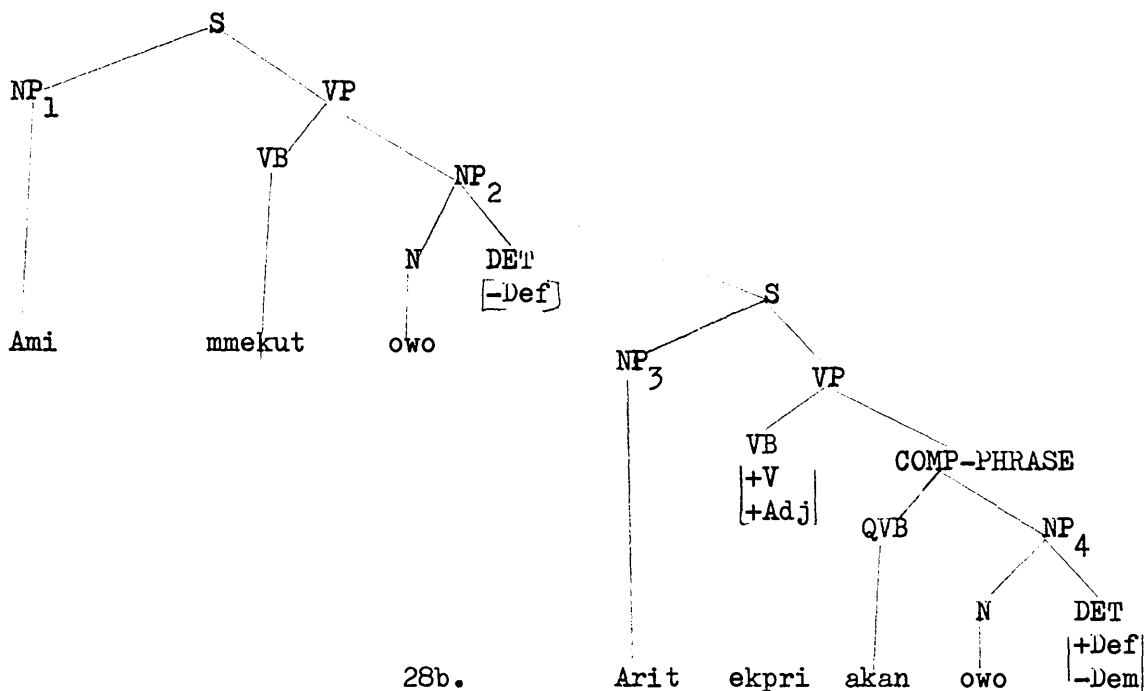 S
NP1 VP
VB NP2
N DET
[-Def]
Ami mmekut owo
S
NP3 VP
VB COMP-PHRASE
[+V
+Adj]
QVB NP4
N DET
[+Def
-Dem]
28b. Arit ekpri akan owo